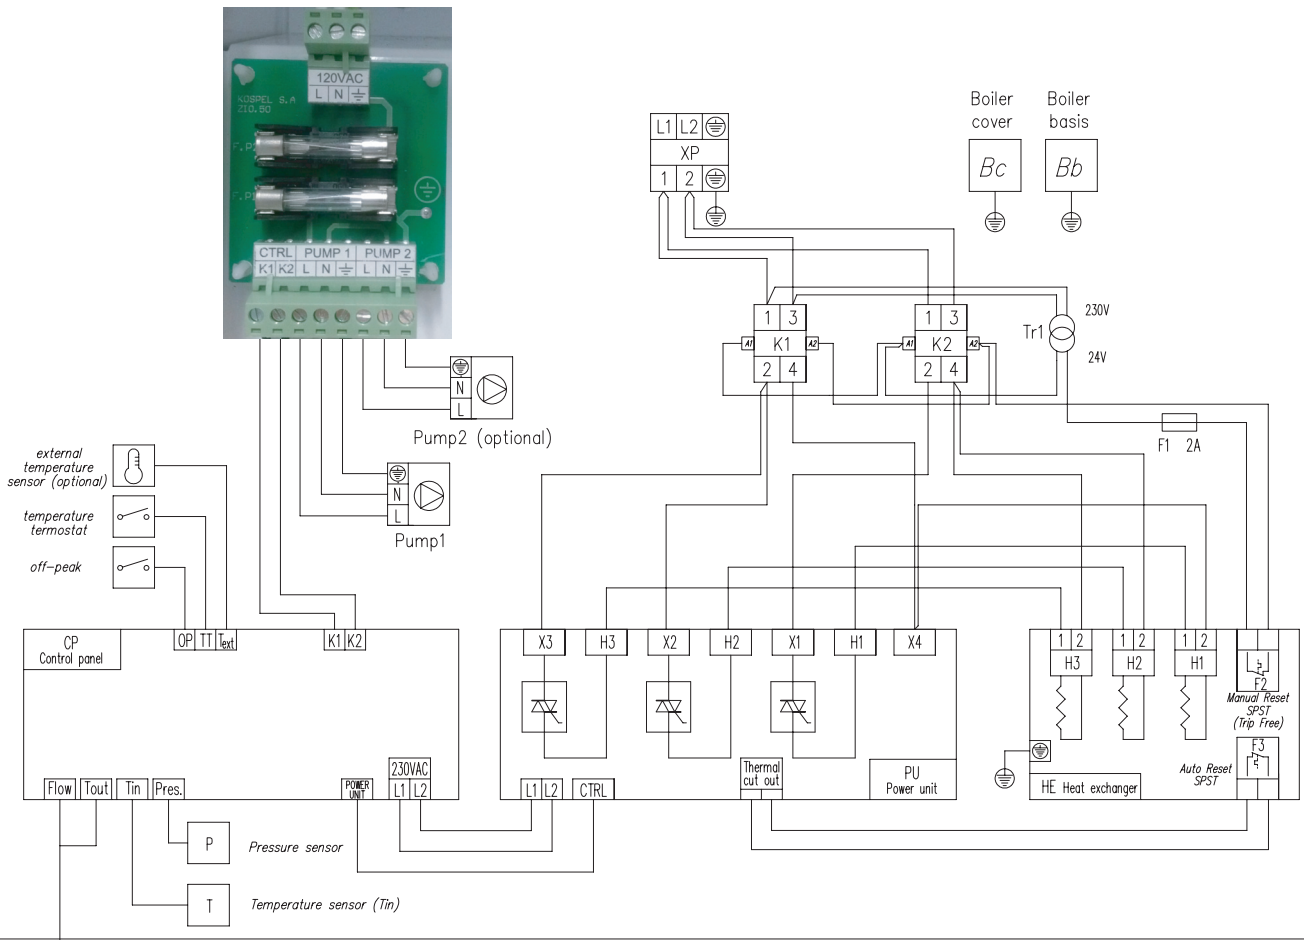 120VAC
L N
KOSPEL S.A
ZIO.50
F.P2
F.P1
CTRL PUMP 1 PUMP 2
K1 K2 L N L N
N
L
Pump2 (optional)
N
L
Pump1
external
temperature
sensor (optional)
temperature
termostat
off-peak
L1 L2
XP
1 2
Boiler
cover
Bc
Boiler
basis
Bb
1 3
A1 K1 A2
2 4
1 3
A1 K2 A2
2 4
Tr1
230V
24V
F1 2A
CP
Control panel
OP TT Text
K1 K2
Flow Tout Tin Pres.
POWER
UNIT
230VAC
L1 L2
P
Pressure sensor
T
Temperature sensor (Tin)
X3 H3 X2 H2 X1 H1 X4
L1 L2 CTRL
Thermal
cut out
PU
Power unit
1 2
H3
1 2
H2
1 2
H1
F2
Manual Reset
SPST
(Trip Free)
F3
Auto Reset
SPST
HE Heat exchanger